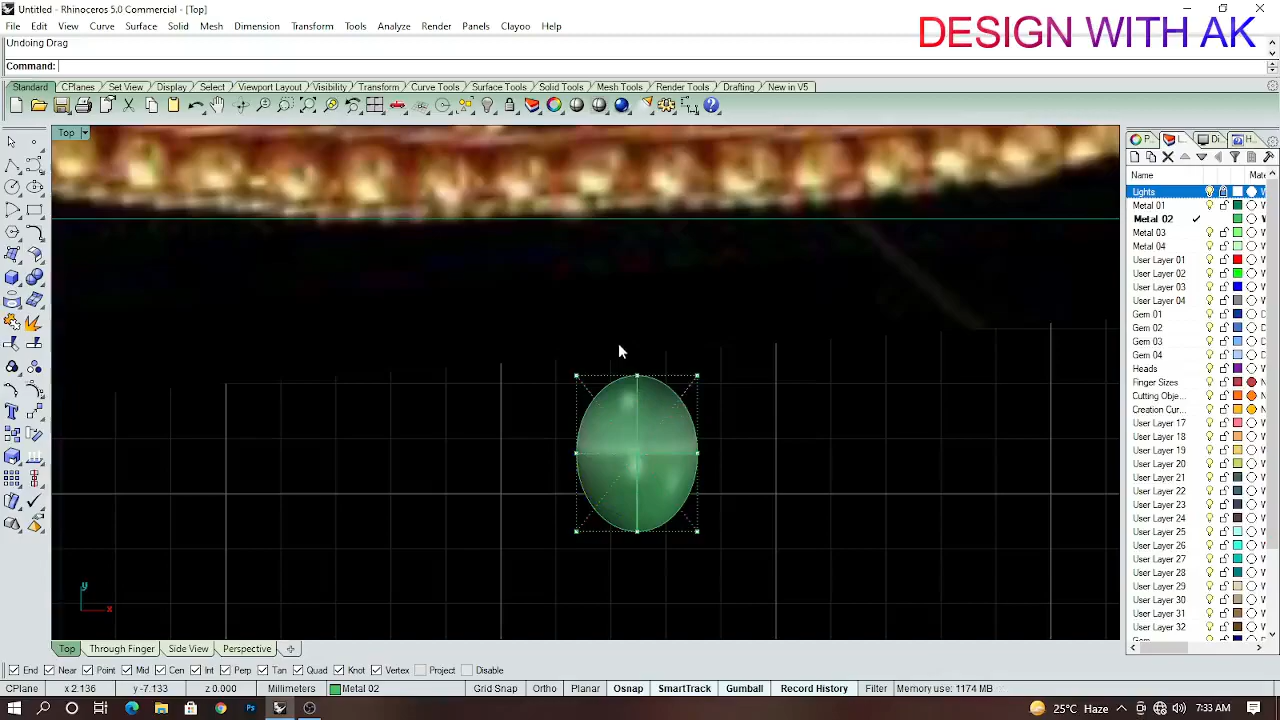 Untitled - Rhinoceros 5.0 Commercial - [Top]
DESIGN WITH AK
File Edit View Curve Surface Solid Mesh Dimension Transform Tools Analyze Render Panels Clayoo Help
Undoing Drag
Command:
Standard CPlanes Set View Display Select Viewport Layout Visibility Transform Curve Tools Surface Tools Solid Tools Mesh Tools Render Tools Drafting New in V5
Top
P... L... Di... H...
Name Mate
Lights
Metal 01
Metal 02
Metal 03
Metal 04
User Layer 01
User Layer 02
User Layer 03
User Layer 04
Gem 01
Gem 02
Gem 03
Gem 04
Heads
Finger Sizes
Cutting Objec...
Creation Cur...
User Layer 17
User Layer 18
User Layer 19
User Layer 20
User Layer 21
User Layer 22
User Layer 23
User Layer 24
User Layer 25
User Layer 26
User Layer 27
User Layer 28
User Layer 29
User Layer 30
User Layer 31
User Layer 32
Gems
y
x
Top Through Finger Side View Perspective
End Near Point Mid Cen Int Perp Tan Quad Knot Vertex Project Disable
CPlane x 2.136 y -7.133 z 0.000 Millimeters Metal 02 Grid Snap Ortho Planar Osnap SmartTrack Gumball Record History Filter Memory use: 1174 MB
25°C Haze 7:33 AM